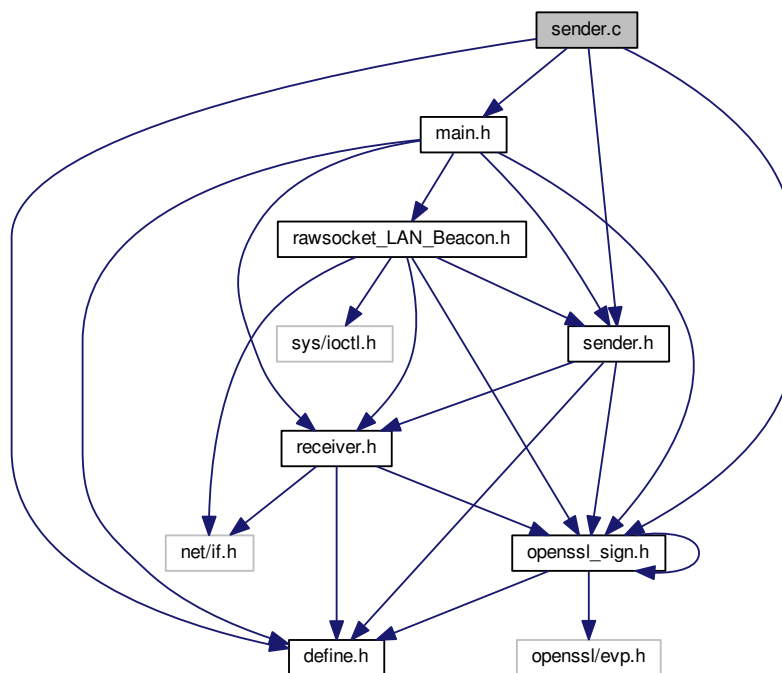 sender.c
main.h
rawsocket_LAN_Beacon.h
sys/ioctl.h
sender.h
receiver.h
net/if.h
openssl_sign.h
define.h
openssl/evp.h